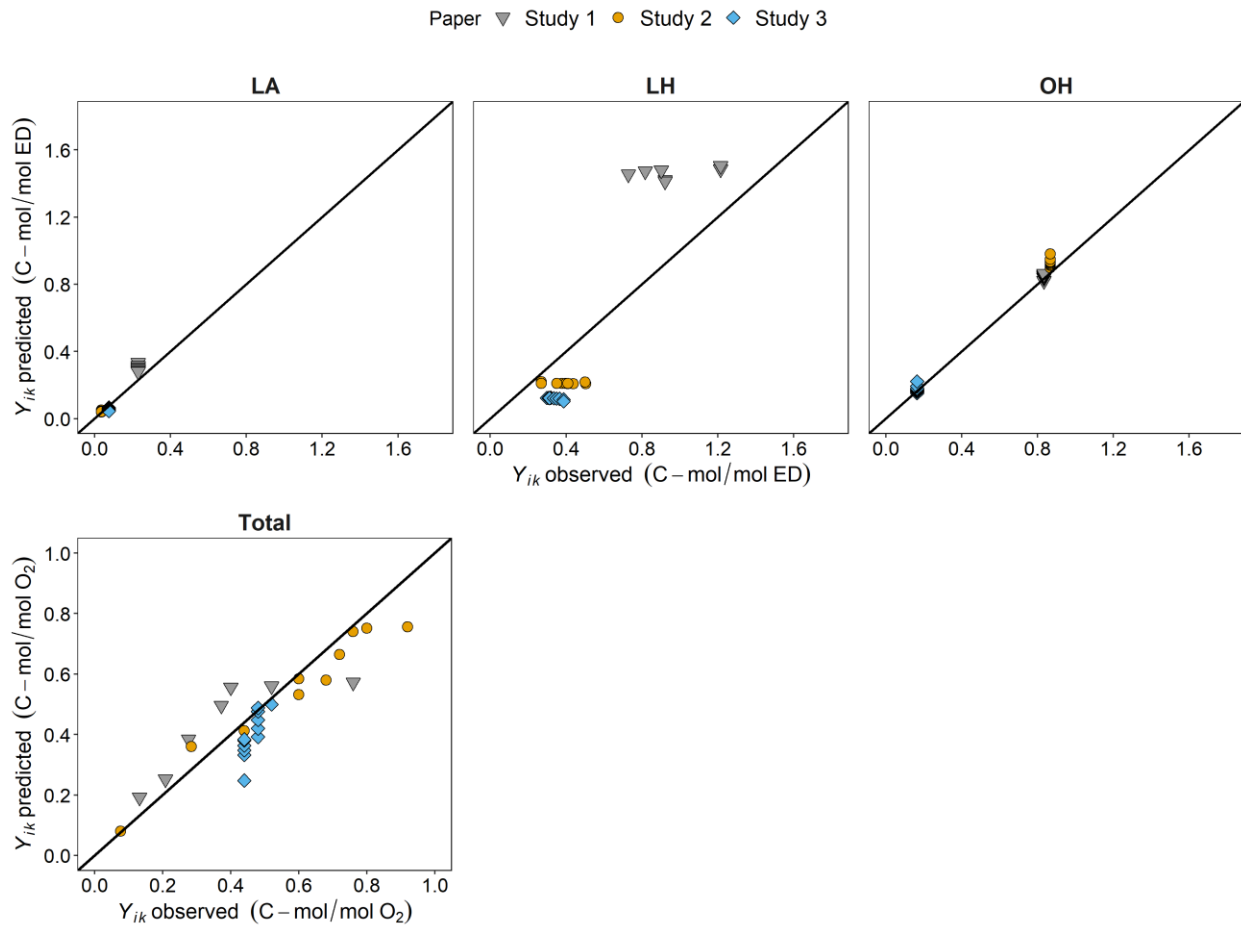 Paper Study 1 Study 2 Study 3
LA LH OH
Y_ik predicted (C−mol/mol ED)
1.6
1.2
0.8
0.4
0.0
0.0 0.4 0.8 1.2 1.6 0.0 0.4 0.8 1.2 1.6 0.0 0.4 0.8 1.2 1.6
Y_ik observed (C−mol/mol ED)
Total
Y_ik predicted (C−mol/mol O₂)
1.0
0.8
0.6
0.4
0.2
0.0
0.0 0.2 0.4 0.6 0.8 1.0
Y_ik observed (C−mol/mol O₂)